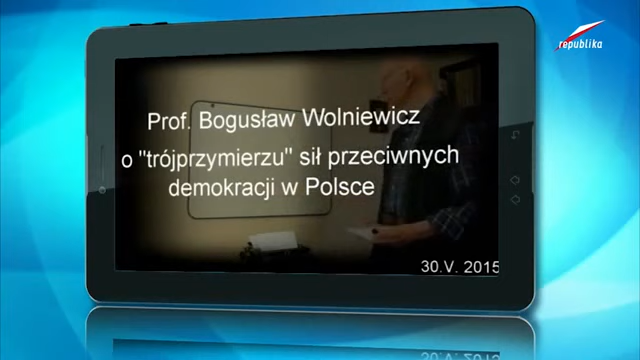 republika
Prof. Bogusław Wolniewicz
o "trójprzymierzu" sił przeciwnych
demokracji w Polsce
30.V. 2015